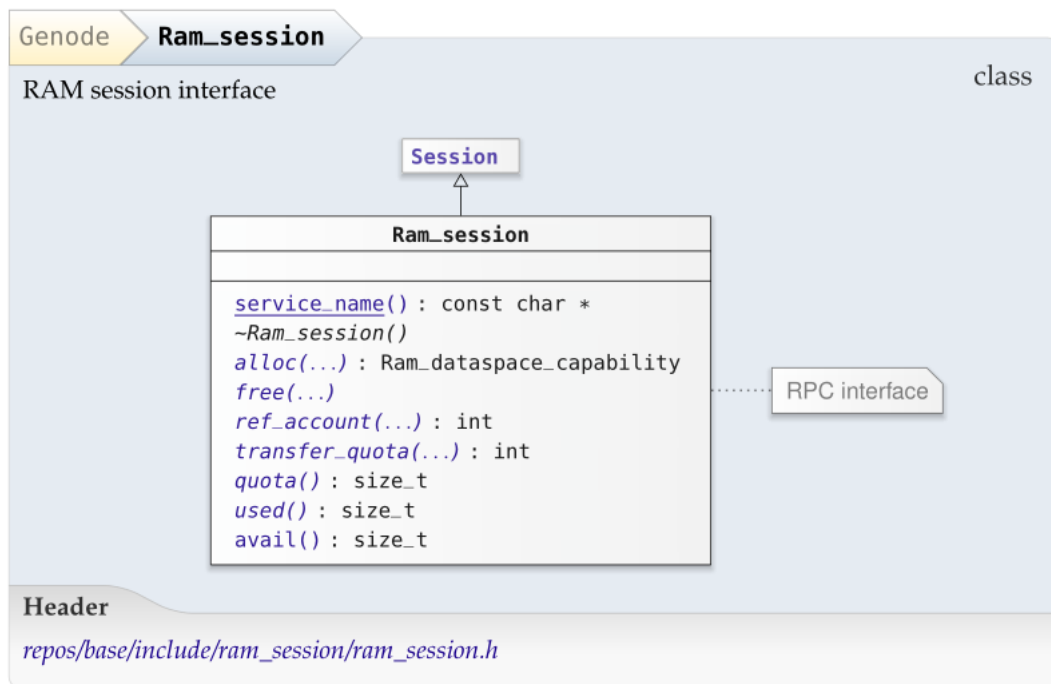 Genode Ram_session
RAM session interface
class
Session
Ram_session
service_name() : const char *
~Ram_session()
alloc(...) : Ram_dataspace_capability
free(...)
ref_account(...) : int
transfer_quota(...) : int
quota() : size_t
used() : size_t
avail() : size_t
RPC interface
Header
repos/base/include/ram_session/ram_session.h